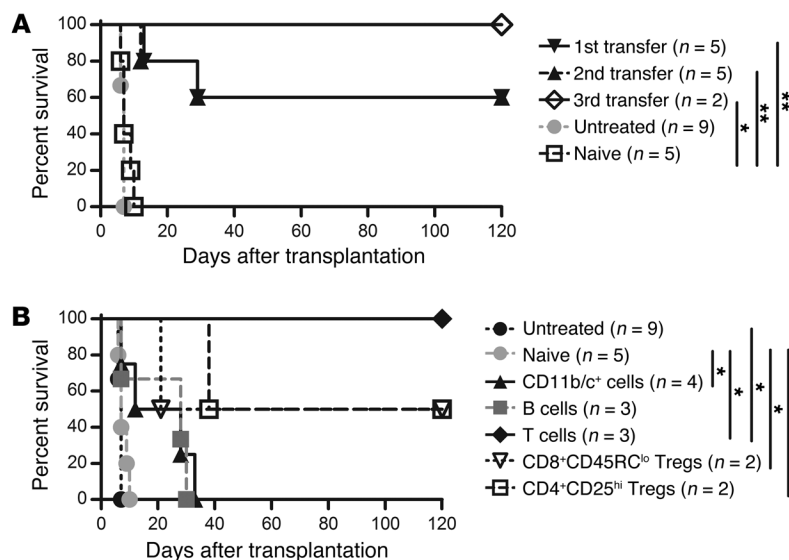 A
Percent survival
100
80
60
40
20
0
0 20 40 60 80 100 120
Days after transplantation
1st transfer (n = 5)
2nd transfer (n = 5)
3rd transfer (n = 2)
Untreated (n = 9)
Naive (n = 5)
* ** **
B
Percent survival
100
80
60
40
20
0
0 20 40 60 80 100 120
Days after transplantation
Untreated (n = 9)
Naive (n = 5)
CD11b/c⁺ cells (n = 4)
B cells (n = 3)
T cells (n = 3)
CD8⁺CD45RCˡᵒ Tregs (n = 2)
CD4⁺CD25ʰⁱ Tregs (n = 2)
* * * *